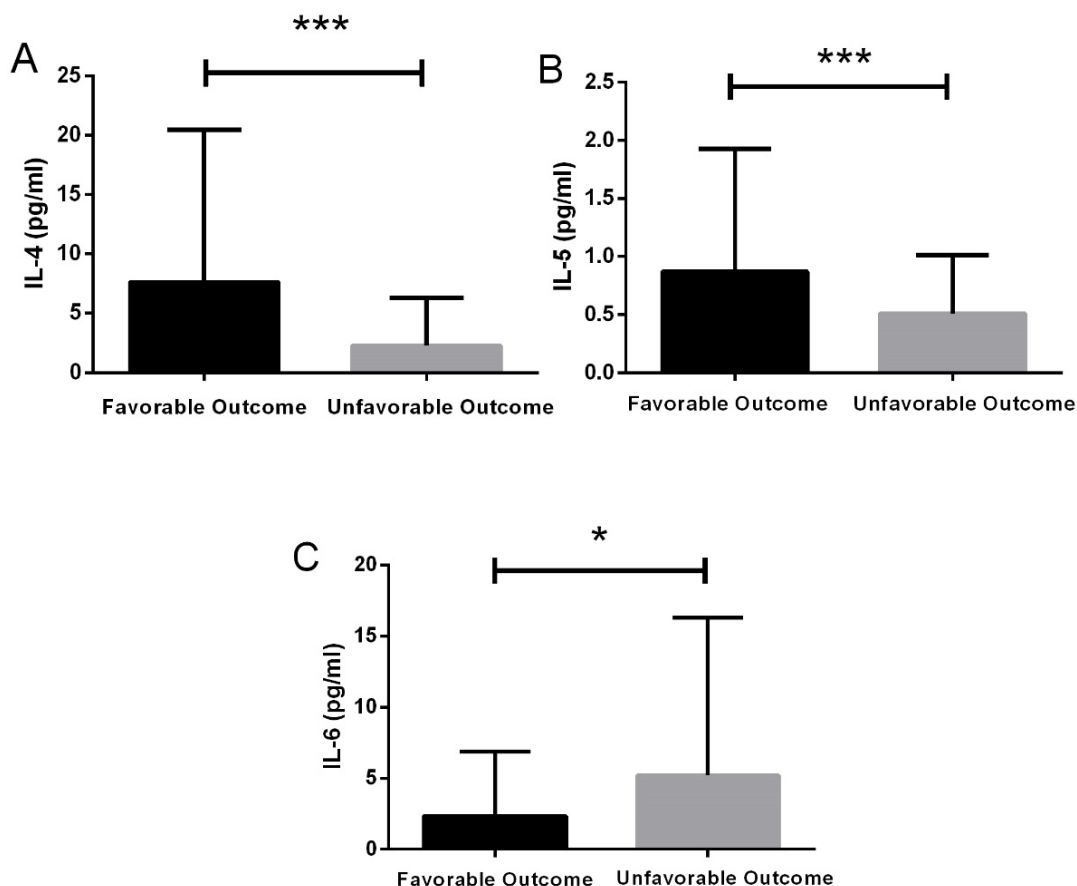 A
***
25
20
15
10
5
0
IL-4 (pg/ml)
Favorable Outcome
Unfavorable Outcome
B
***
2.5
2.0
1.5
1.0
0.5
0.0
IL-5 (pg/ml)
Favorable Outcome
Unfavorable Outcome
C
*
20
15
10
5
0
IL-6 (pg/ml)
Favorable Outcome
Unfavorable Outcome